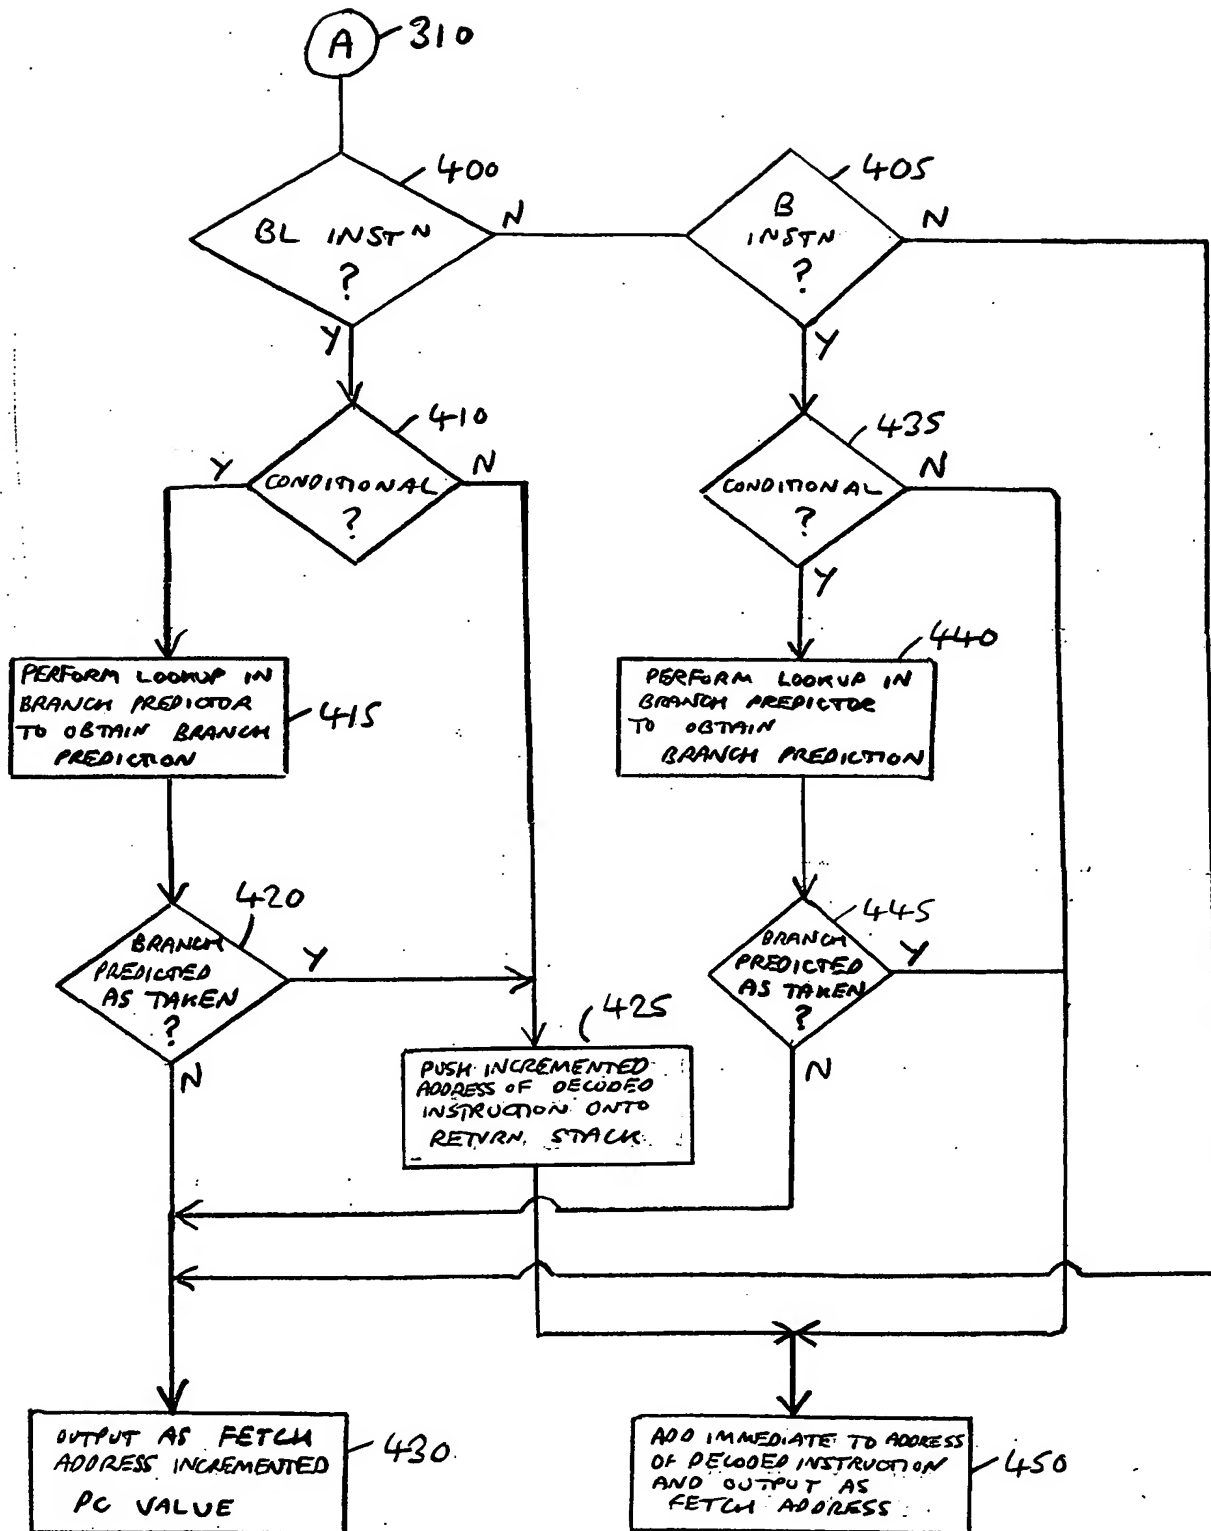 A
310
400
BL INSTN
?
N
Y
405
B
INSTN
?
N
Y
410
CONDITIONAL
?
Y
N
435
CONDITIONAL
?
N
Y
PERFORM LOOKUP IN
BRANCH PREDICTOR
TO OBTAIN BRANCH
PREDICTION
415
440
PERFORM LOOKUP IN
BRANCH PREDICTOR
TO OBTAIN
BRANCH PREDICTION
420
BRANCH
PREDICTED
AS TAKEN
?
Y
N
445
BRANCH
PREDICTED
AS TAKEN
?
Y
N
425
PUSH INCREMENTED
ADDRESS OF DECODED
INSTRUCTION ONTO
RETURN STACK
OUTPUT AS FETCH
ADDRESS INCREMENTED
PC VALUE
430
ADD IMMEDIATE TO ADDRESS
OF DECODED INSTRUCTION
AND OUTPUT AS
FETCH ADDRESS
450